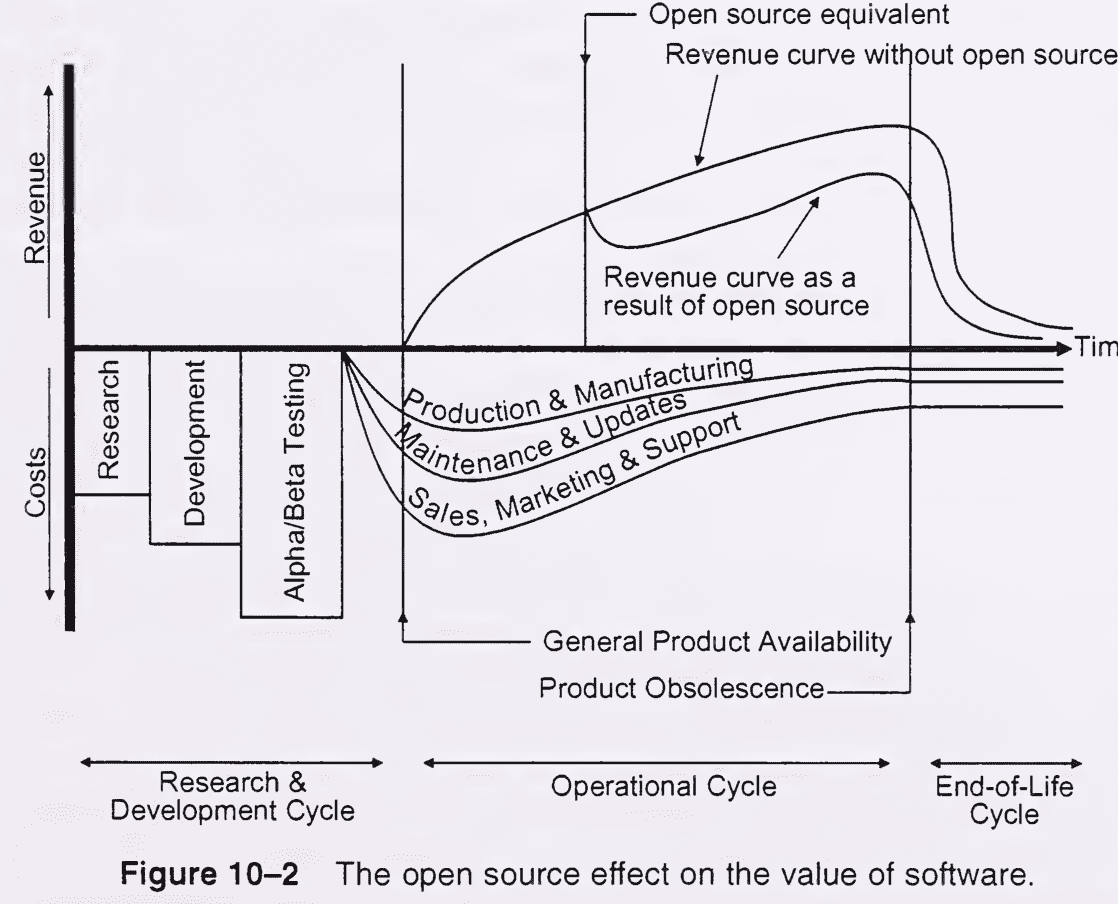 Open source equivalent
Revenue curve without open source
Revenue
Revenue curve as a
result of open source
Tim
Costs
Research
Development
Alpha/Beta Testing
Production & Manufacturing
Maintenance & Updates
Sales, Marketing & Support
General Product Availability
Product Obsolescence
Research &
Development Cycle
Operational Cycle
End-of-Life
Cycle
Figure 10–2 The open source effect on the value of software.